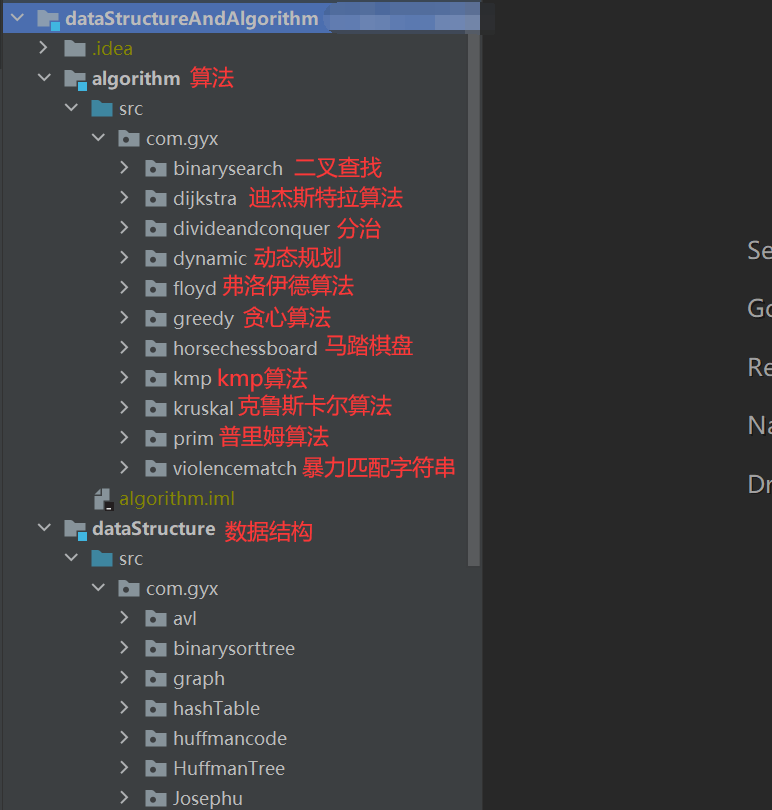 dataStructureAndAlgorithm
.idea
algorithm 算法
src
com.gyx
binarysearch 二叉查找
dijkstra 迪杰斯特拉算法
divideandconquer 分治
dynamic 动态规划
floyd 弗洛伊德算法
greedy 贪心算法
horsechessboard 马踏棋盘
kmp kmp算法
kruskal 克鲁斯卡尔算法
prim 普里姆算法
violencematch 暴力匹配字符串
algorithm.iml
dataStructure 数据结构
src
com.gyx
avl
binarysorttree
graph
hashTable
huffmancode
HuffmanTree
Josephu
Se
Go
Re
Na
Dr